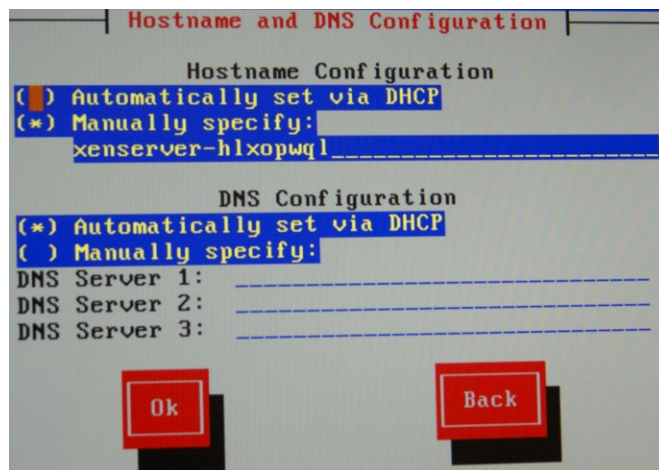 Hostname and DNS Configuration
Hostname Configuration
( ) Automatically set via DHCP
(*) Manually specify:
xenserver-hlxopwql
DNS Configuration
(*) Automatically set via DHCP
( ) Manually specify:
DNS Server 1:
DNS Server 2:
DNS Server 3:
Ok
Back